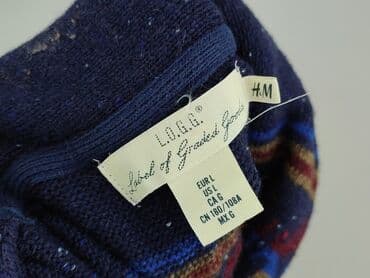 H&M
L.O.G.G.®
Label of Graded Goods
EUR L
US L
CA G
CN 180/108A
MX G